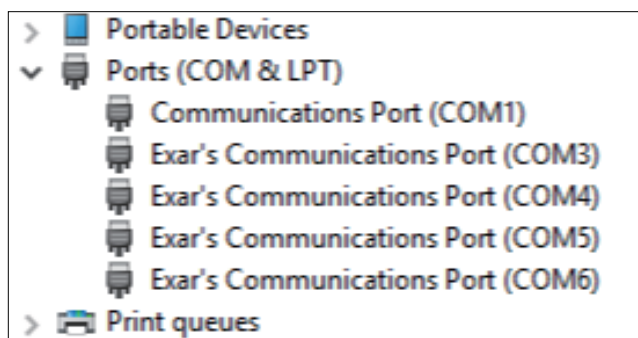 Portable Devices
Ports (COM & LPT)
Communications Port (COM1)
Exar's Communications Port (COM3)
Exar's Communications Port (COM4)
Exar's Communications Port (COM5)
Exar's Communications Port (COM6)
Print queues